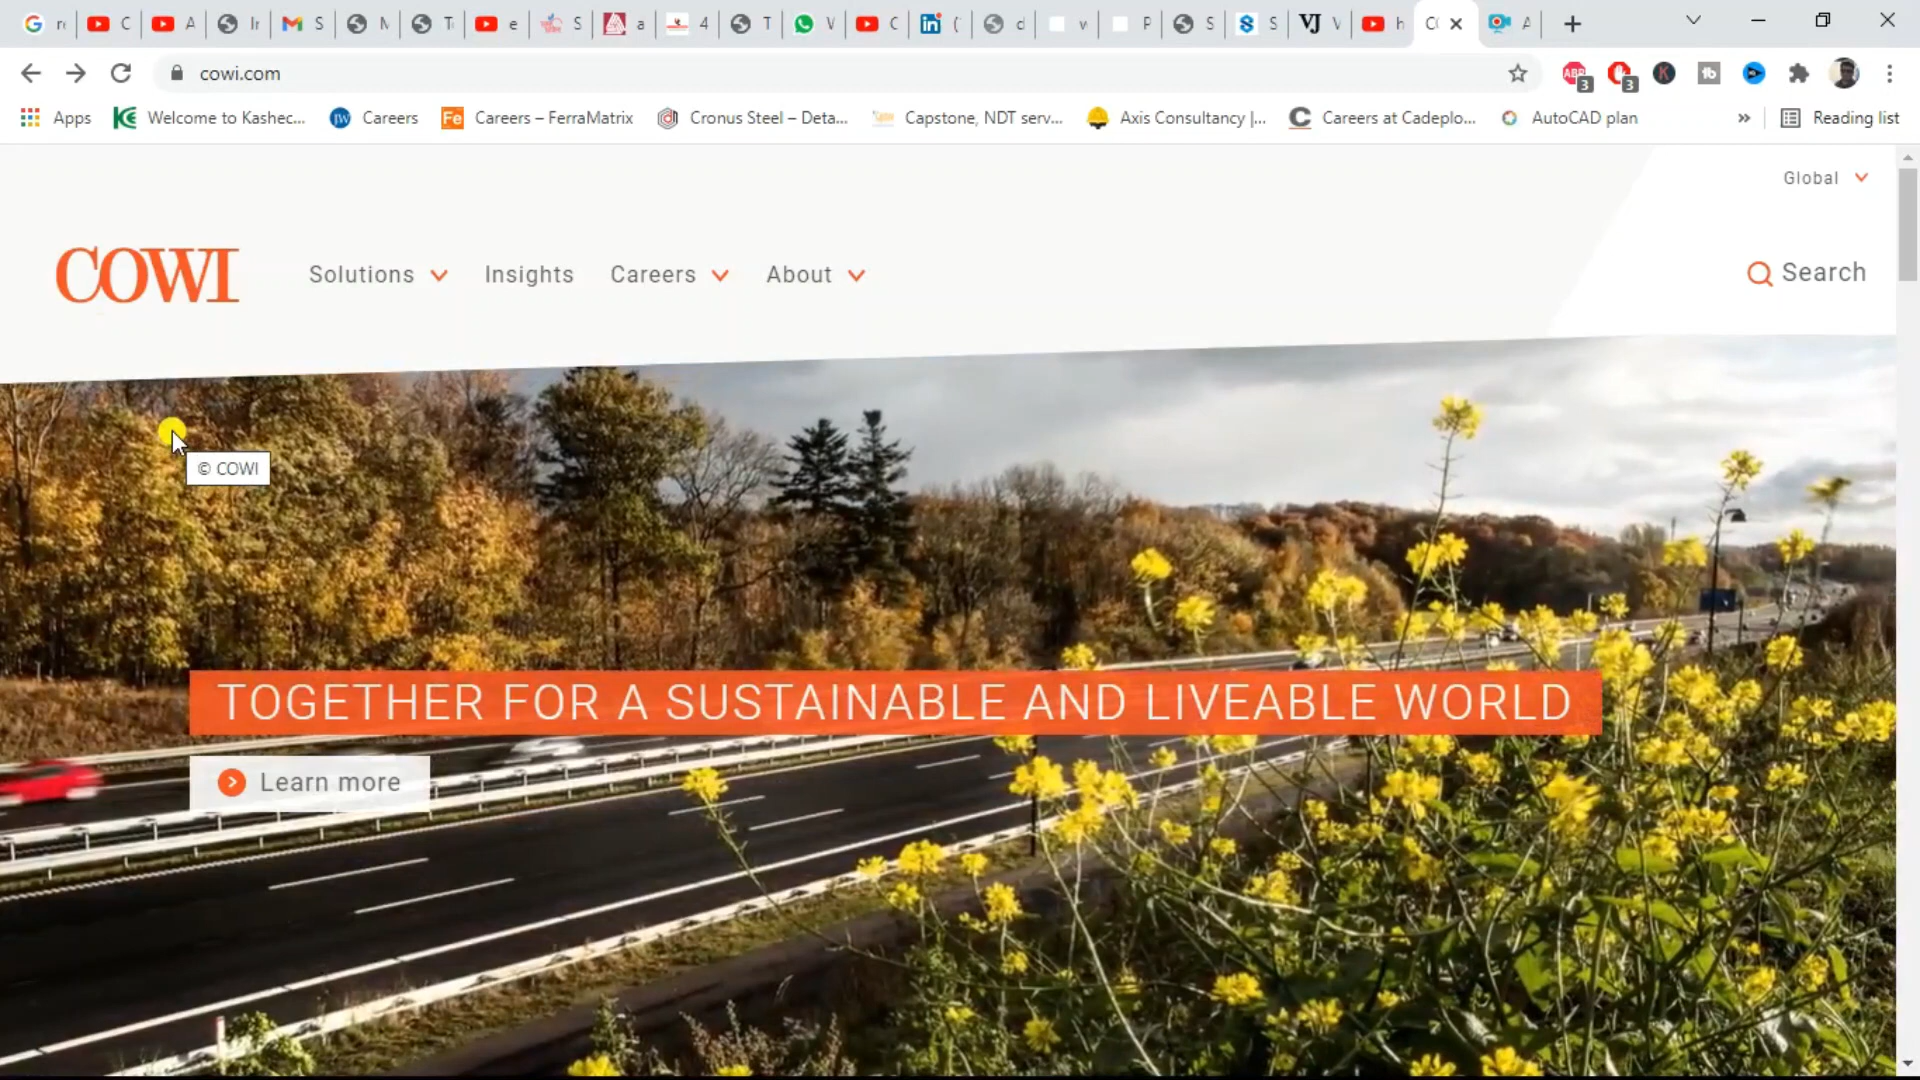 cowi.com
3
3
Apps
Welcome to Kashec...
Careers
Careers – FerraMatrix
Cronus Steel – Deta...
Capstone, NDT serv...
Axis Consultancy |...
Careers at Cadeplo...
AutoCAD plan
»
Reading list
Global
COWI
Solutions
Insights
Careers
About
Search
© COWI
TOGETHER FOR A SUSTAINABLE AND LIVEABLE WORLD
Learn more